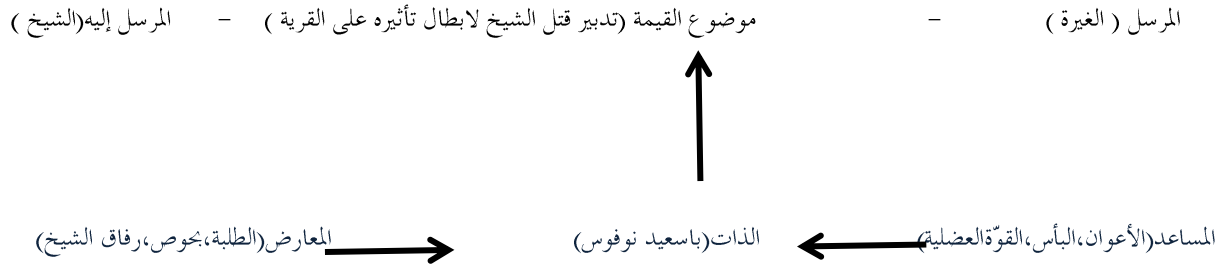 المرسل ( الغيرة ) – موضوع القيمة (تدبير قتل الشيخ لابطال تأثيره على القرية ) – المرسل إليه(الشيخ )
المساعد(الأعوان،البأس،القوّةالعضلية) الذات(باسعيد نوفوس) المعارض(الطلبة،بحوص،رفاق الشيخ)